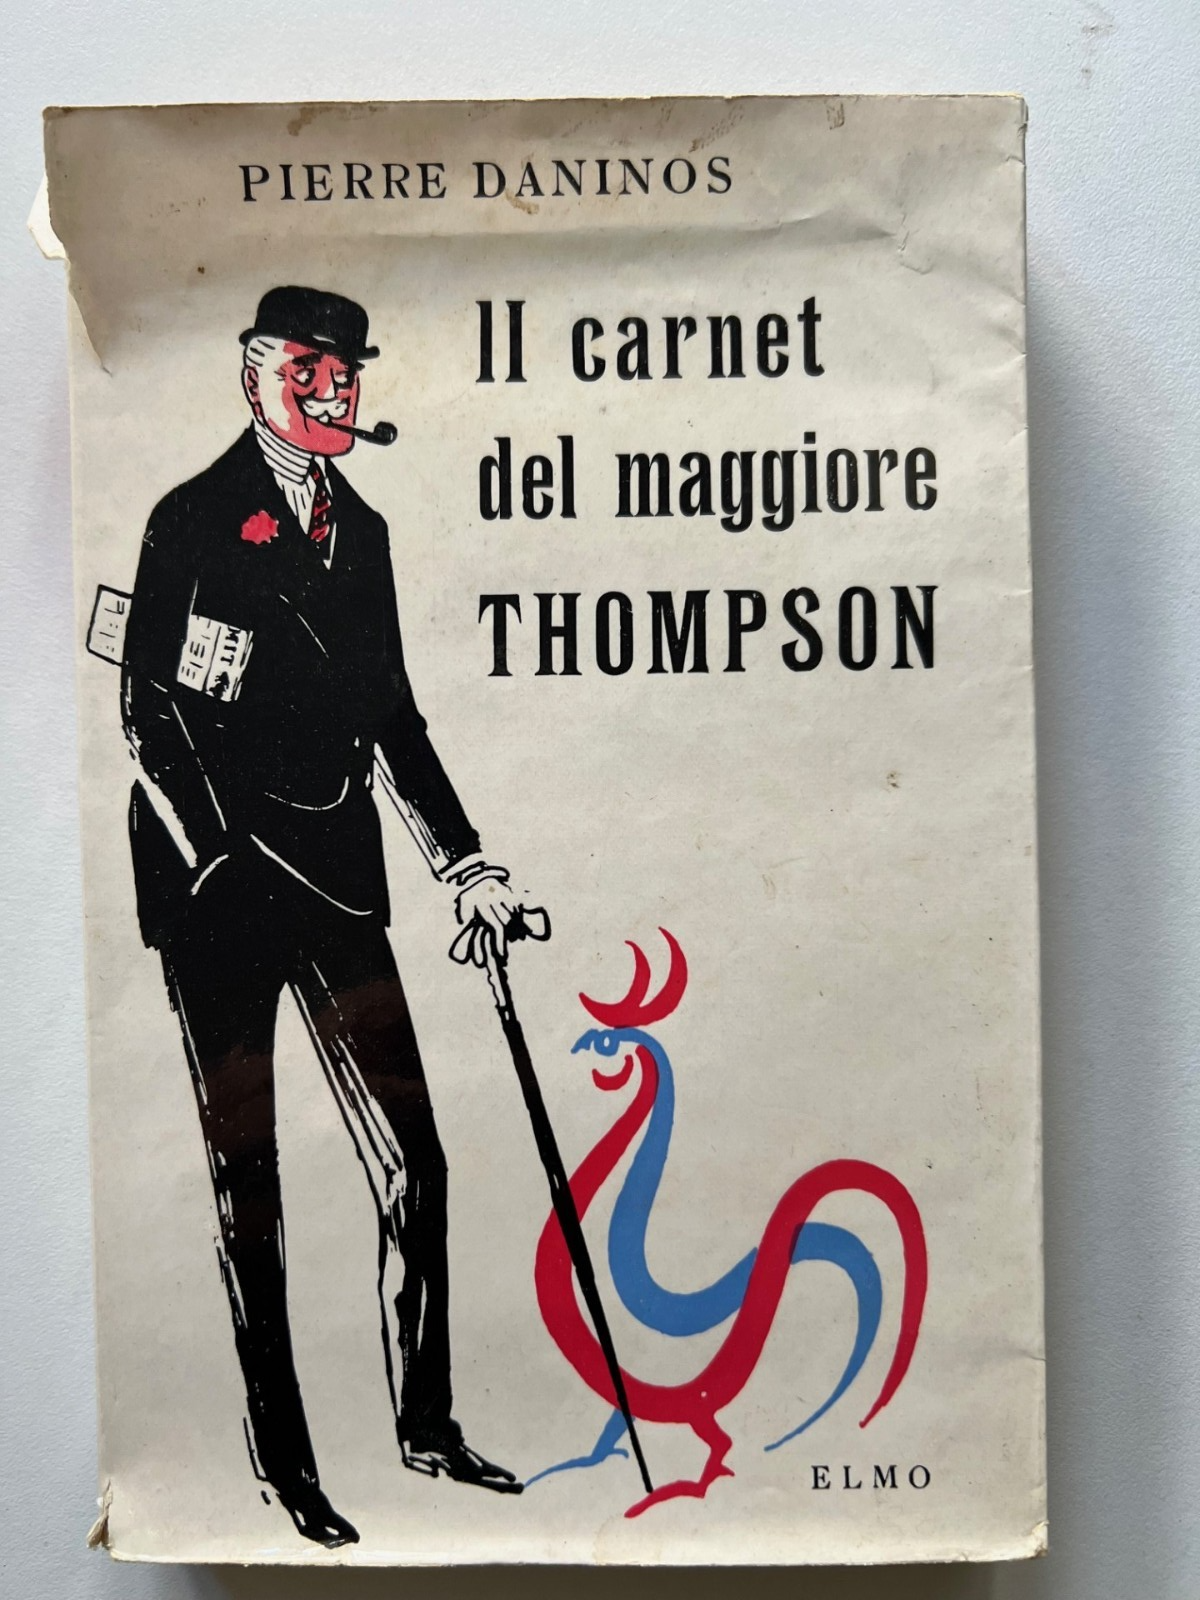 PIERRE DANINOS
Il carnet
del maggiore
THOMPSON
ELMO